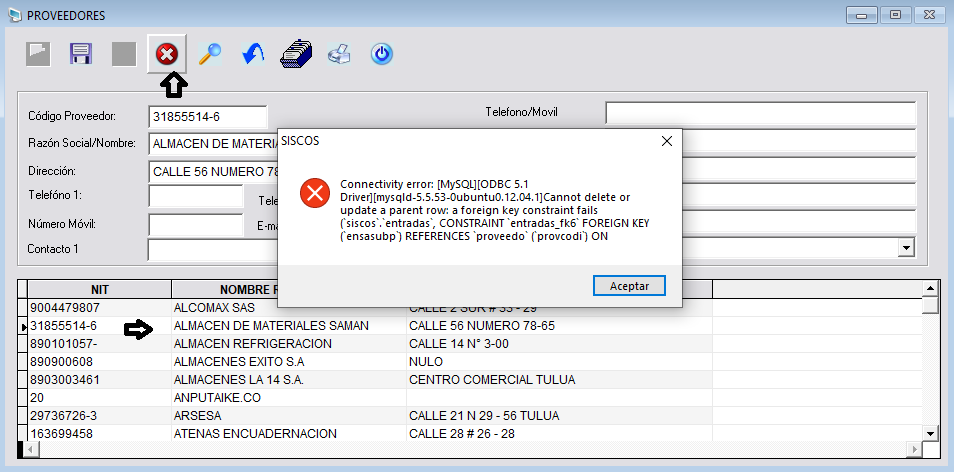 PROVEEDORES
Código Proveedor:
31855514-6
Telefono/Movil
Razón Social/Nombre:
ALMACEN DE MATERIA
Dirección:
CALLE 56 NUMERO 78-
Telefóno 1:
Tele
Número Móvil:
E-ma
Contacto 1
SISCOS
Connectivity error: [MySQL][ODBC 5.1
Driver][mysqld-5.5.53-0ubuntu0.12.04.1]Cannot delete or
update a parent row: a foreign key constraint fails
(`siscos`.`entradas`, CONSTRAINT `entradas_fk6` FOREIGN KEY
(`ensasubp`) REFERENCES `proveedo` (`provcodi`) ON
Aceptar
NIT NOMBRE R
9004479807 ALCOMAX SAS CALLE 2 SUR # 33 - 29
31855514-6 ALMACEN DE MATERIALES SAMAN CALLE 56 NUMERO 78-65
890101057- ALMACEN REFRIGERACION CALLE 14 N° 3-00
890900608 ALMACENES EXITO S.A NULO
8903003461 ALMACENES LA 14 S.A. CENTRO COMERCIAL TULUA
20 ANPUTAIKE.CO
29736726-3 ARSESA CALLE 21 N 29 - 56 TULUA
163699458 ATENAS ENCUADERNACION CALLE 28 # 26 - 28